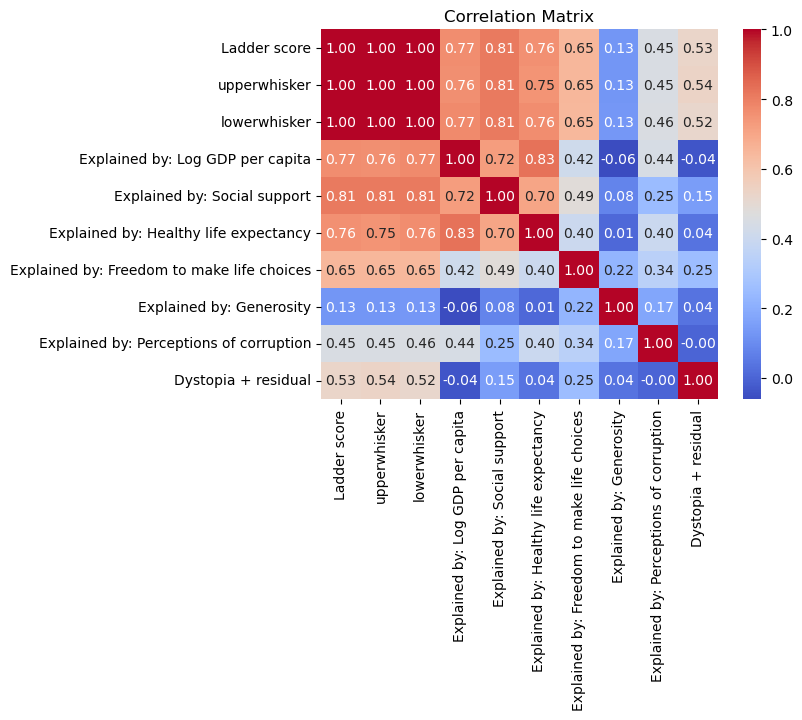 Correlation Matrix
Ladder score 1.00 1.00 1.00 0.77 0.81 0.76 0.65 0.13 0.45 0.53
upperwhisker 1.00 1.00 1.00 0.76 0.81 0.75 0.65 0.13 0.45 0.54
lowerwhisker 1.00 1.00 1.00 0.77 0.81 0.76 0.65 0.13 0.46 0.52
Explained by: Log GDP per capita 0.77 0.76 0.77 1.00 0.72 0.83 0.42 -0.06 0.44 -0.04
Explained by: Social support 0.81 0.81 0.81 0.72 1.00 0.70 0.49 0.08 0.25 0.15
Explained by: Healthy life expectancy 0.76 0.75 0.76 0.83 0.70 1.00 0.40 0.01 0.40 0.04
Explained by: Freedom to make life choices 0.65 0.65 0.65 0.42 0.49 0.40 1.00 0.22 0.34 0.25
Explained by: Generosity 0.13 0.13 0.13 -0.06 0.08 0.01 0.22 1.00 0.17 0.04
Explained by: Perceptions of corruption 0.45 0.45 0.46 0.44 0.25 0.40 0.34 0.17 1.00 -0.00
Dystopia + residual 0.53 0.54 0.52 -0.04 0.15 0.04 0.25 0.04 -0.00 1.00
Ladder score
upperwhisker
lowerwhisker
Explained by: Log GDP per capita
Explained by: Social support
Explained by: Healthy life expectancy
Explained by: Freedom to make life choices
Explained by: Generosity
Explained by: Perceptions of corruption
Dystopia + residual
1.0
0.8
0.6
0.4
0.2
0.0